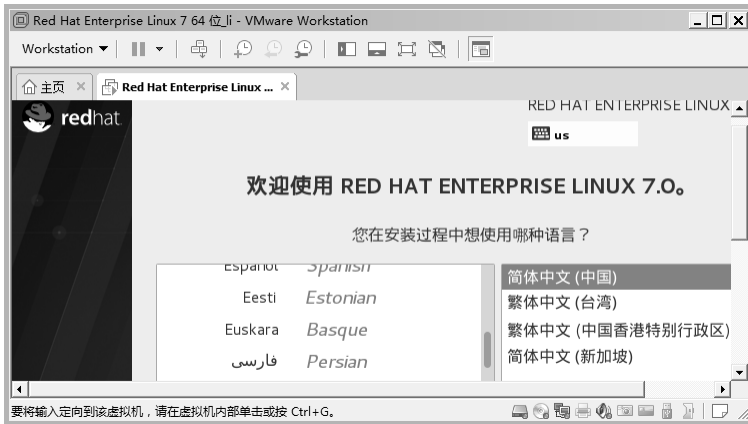 Red Hat Enterprise Linux 7 64 位_li - VMware Workstation
Workstation
主页
Red Hat Enterprise Linux ...
redhat
RED HAT ENTERPRISE LINUX
us
欢迎使用 RED HAT ENTERPRISE LINUX 7.0。
您在安装过程中想使用哪种语言？
Español Spanish
Eesti Estonian
Euskara Basque
فارسی Persian
简体中文 (中国)
繁体中文 (台湾)
繁体中文 (中国香港特别行政区)
简体中文 (新加坡)
要将输入定向到该虚拟机，请在虚拟机内部单击或按 Ctrl+G。